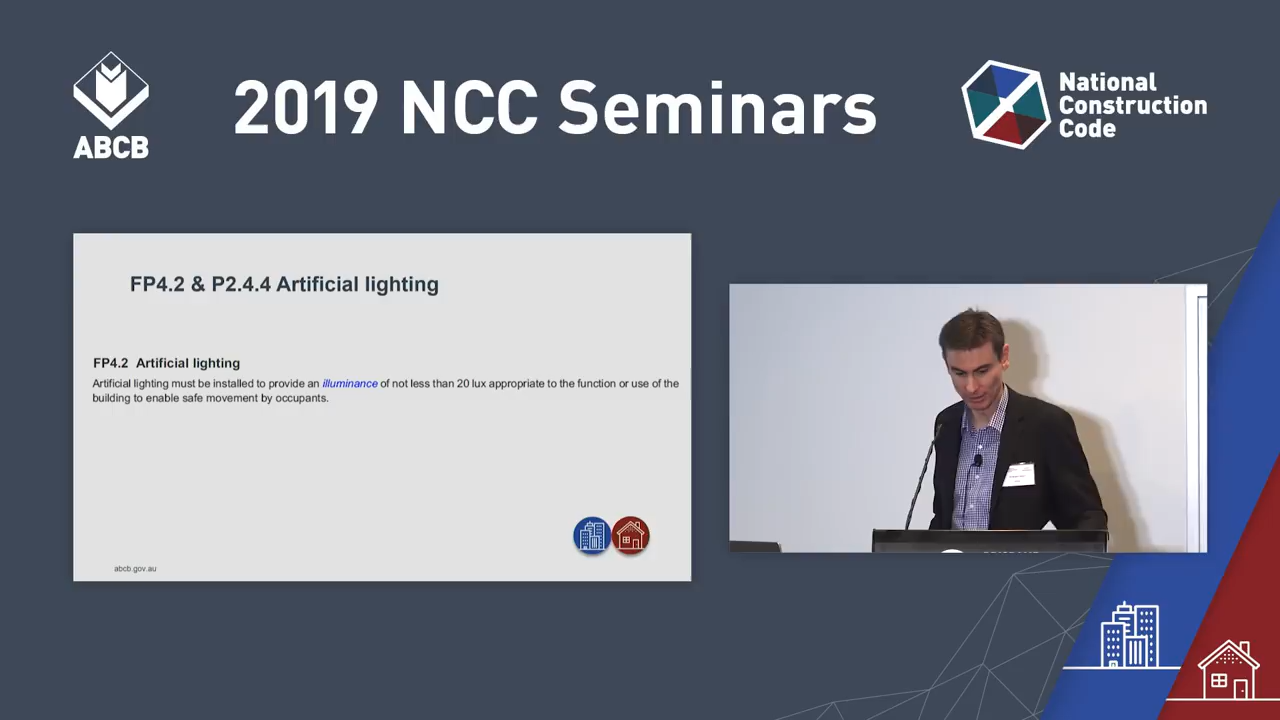 ABCB
2019 NCC Seminars
National
Construction
Code
FP4.2 & P2.4.4 Artificial lighting
FP4.2 Artificial lighting
Artificial lighting must be installed to provide an illuminance of not less than 20 lux appropriate to the function or use of the
building to enable safe movement by occupants.
abcb.gov.au